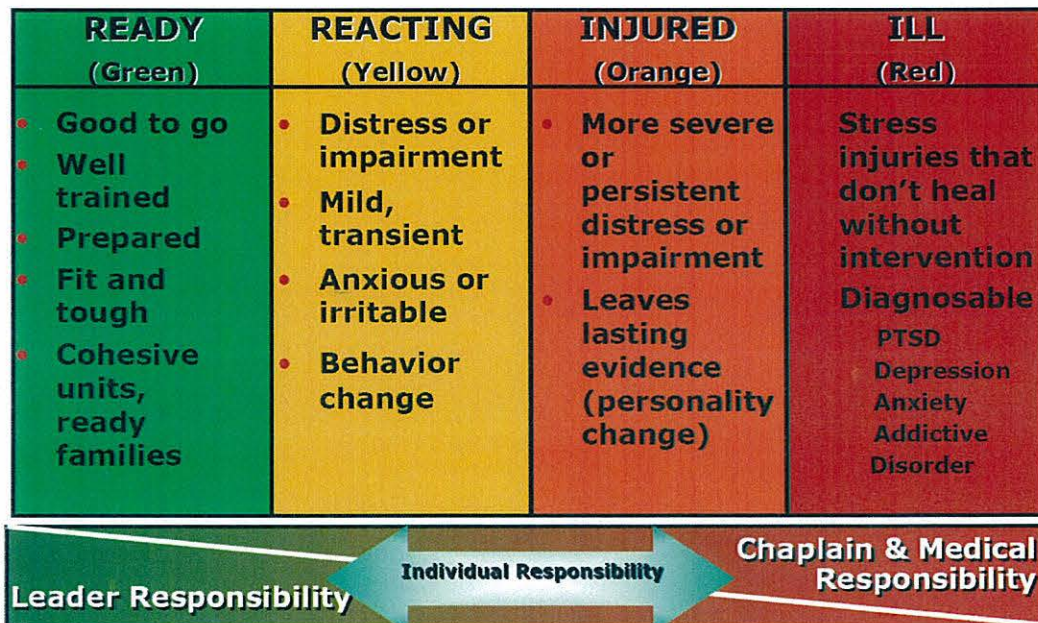 READY
(Green)
• Good to go
• Well
trained
• Prepared
• Fit and
tough
• Cohesive
units,
ready
families
REACTING
(Yellow)
• Distress or
impairment
• Mild,
transient
• Anxious or
irritable
• Behavior
change
INJURED
(Orange)
• More severe
or
persistent
distress or
impairment
• Leaves
lasting
evidence
(personality
change)
ILL
(Red)
Stress
injuries that
don't heal
without
intervention
Diagnosable
PTSD
Depression
Anxiety
Addictive
Disorder
Leader Responsibility
Individual Responsibility
Chaplain & Medical
Responsibility